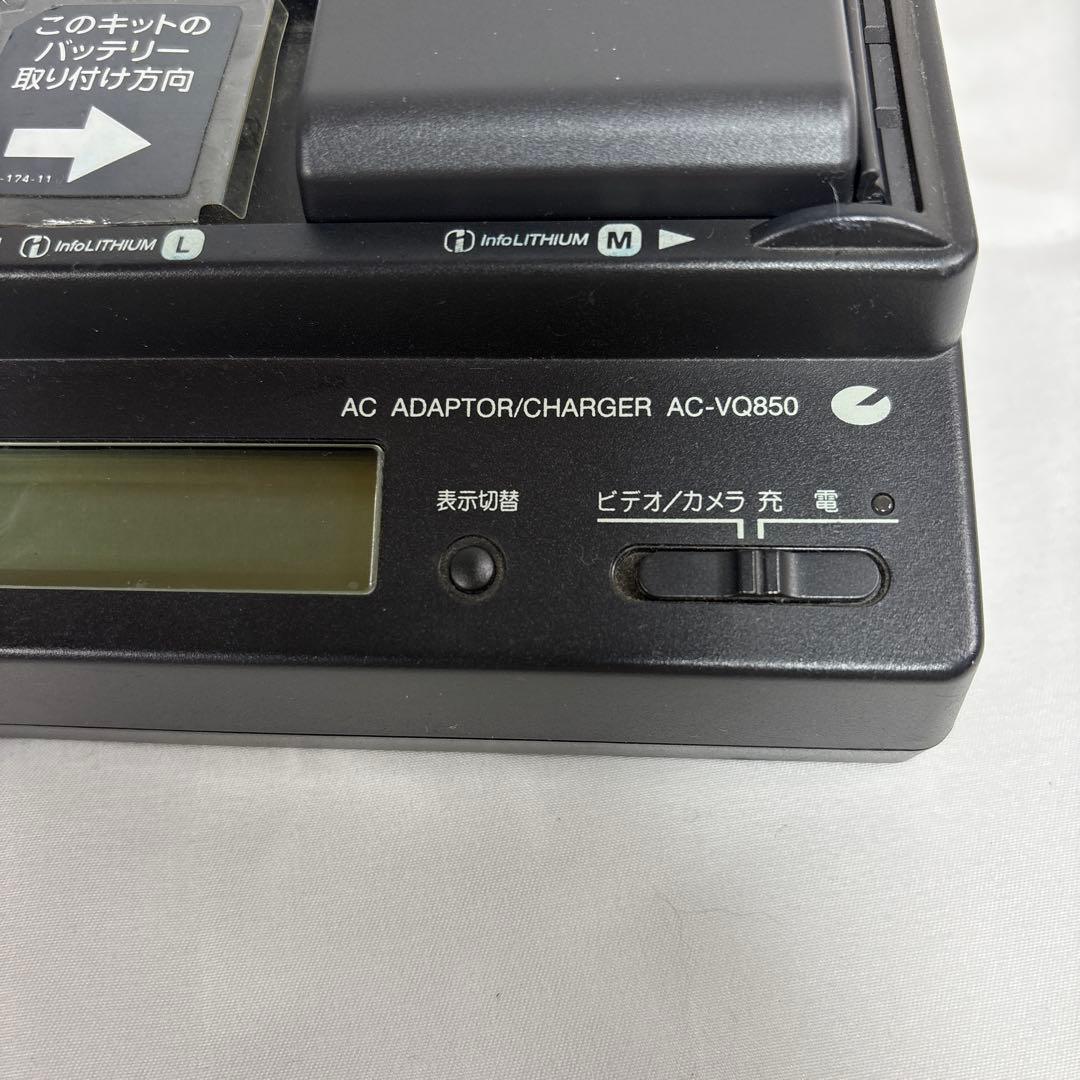 このキットの
バッテリー
取り付け方向
-174-11
InfoLITHIUM L
InfoLITHIUM M
AC ADAPTOR/CHARGER AC-VQ850
表示切替
ビデオ/カメラ 充電